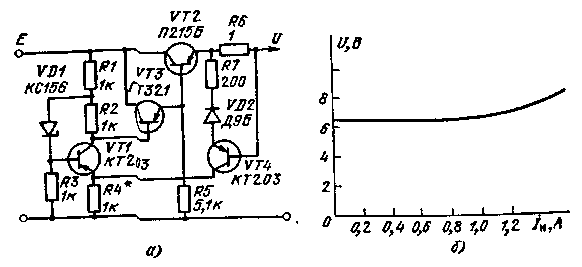 VT2
П215Б
R6
1
E
U
R1
1к
VD1
КС156
VT3
ГТ321
R7
200
R2
1к
VD2
Д9Б
VT1
КТ203
VT4
КТ203
R3
1к
R4*
1к
R5
5,1к
а)
U,В
8
6
4
2
0
0,2 0,4 0,6 0,8 1,0 1,2 Iн,А
б)